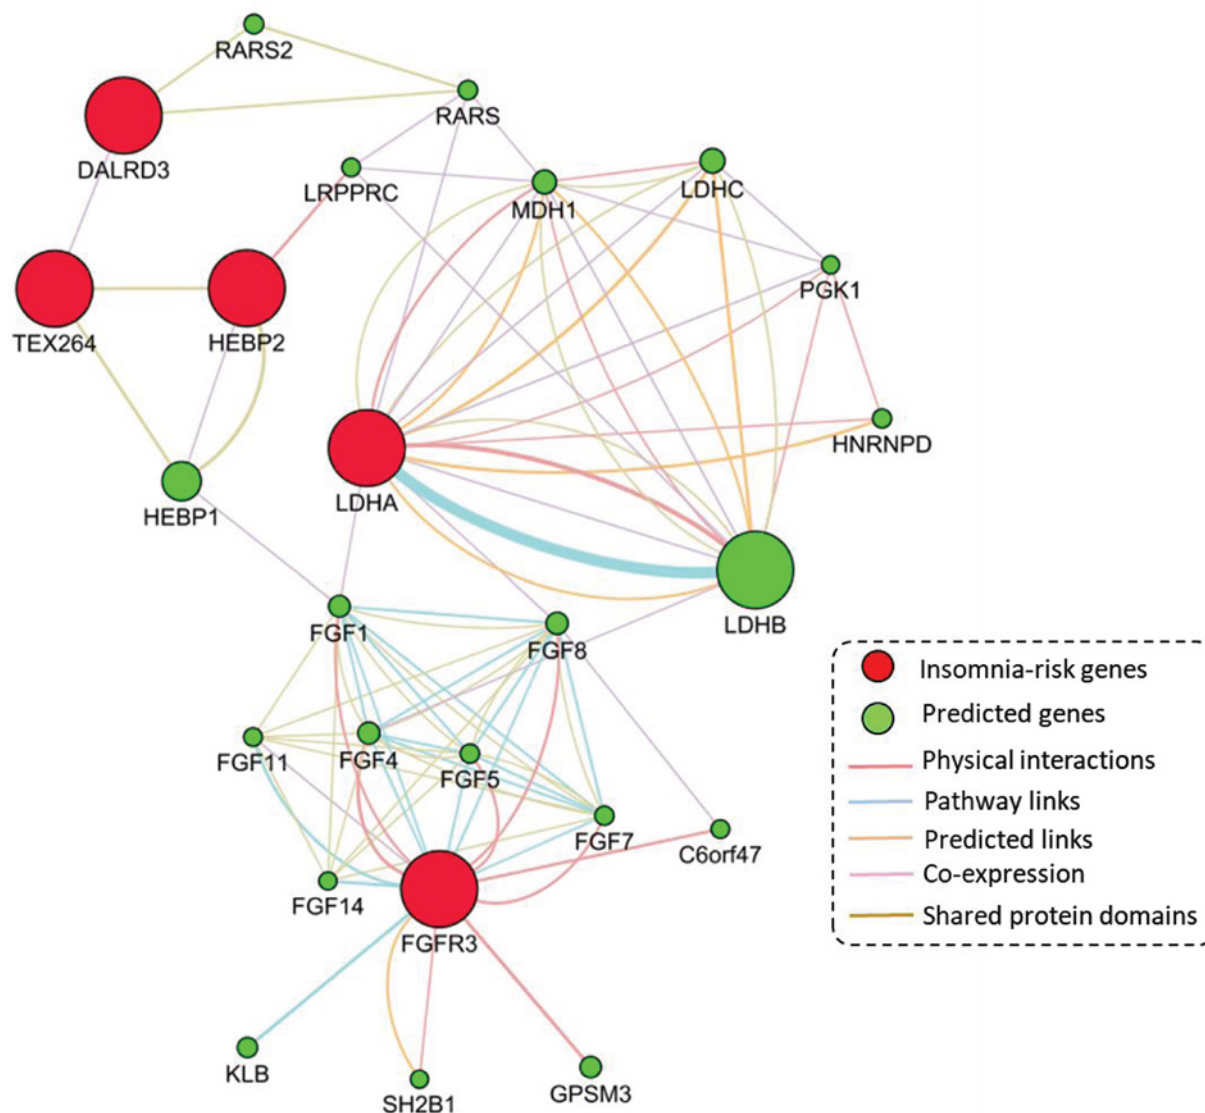 RARS2
RARS
DALRD3
LRPPRC
MDH1
LDHC
PGK1
TEX264
HEBP2
HNRNPD
LDHA
HEBP1
LDHB
FGF1
FGF8
FGF11
FGF4
FGF5
FGF7
C6orf47
FGF14
FGFR3
KLB
SH2B1
GPSM3
Insomnia-risk genes
Predicted genes
Physical interactions
Pathway links
Predicted links
Co-expression
Shared protein domains